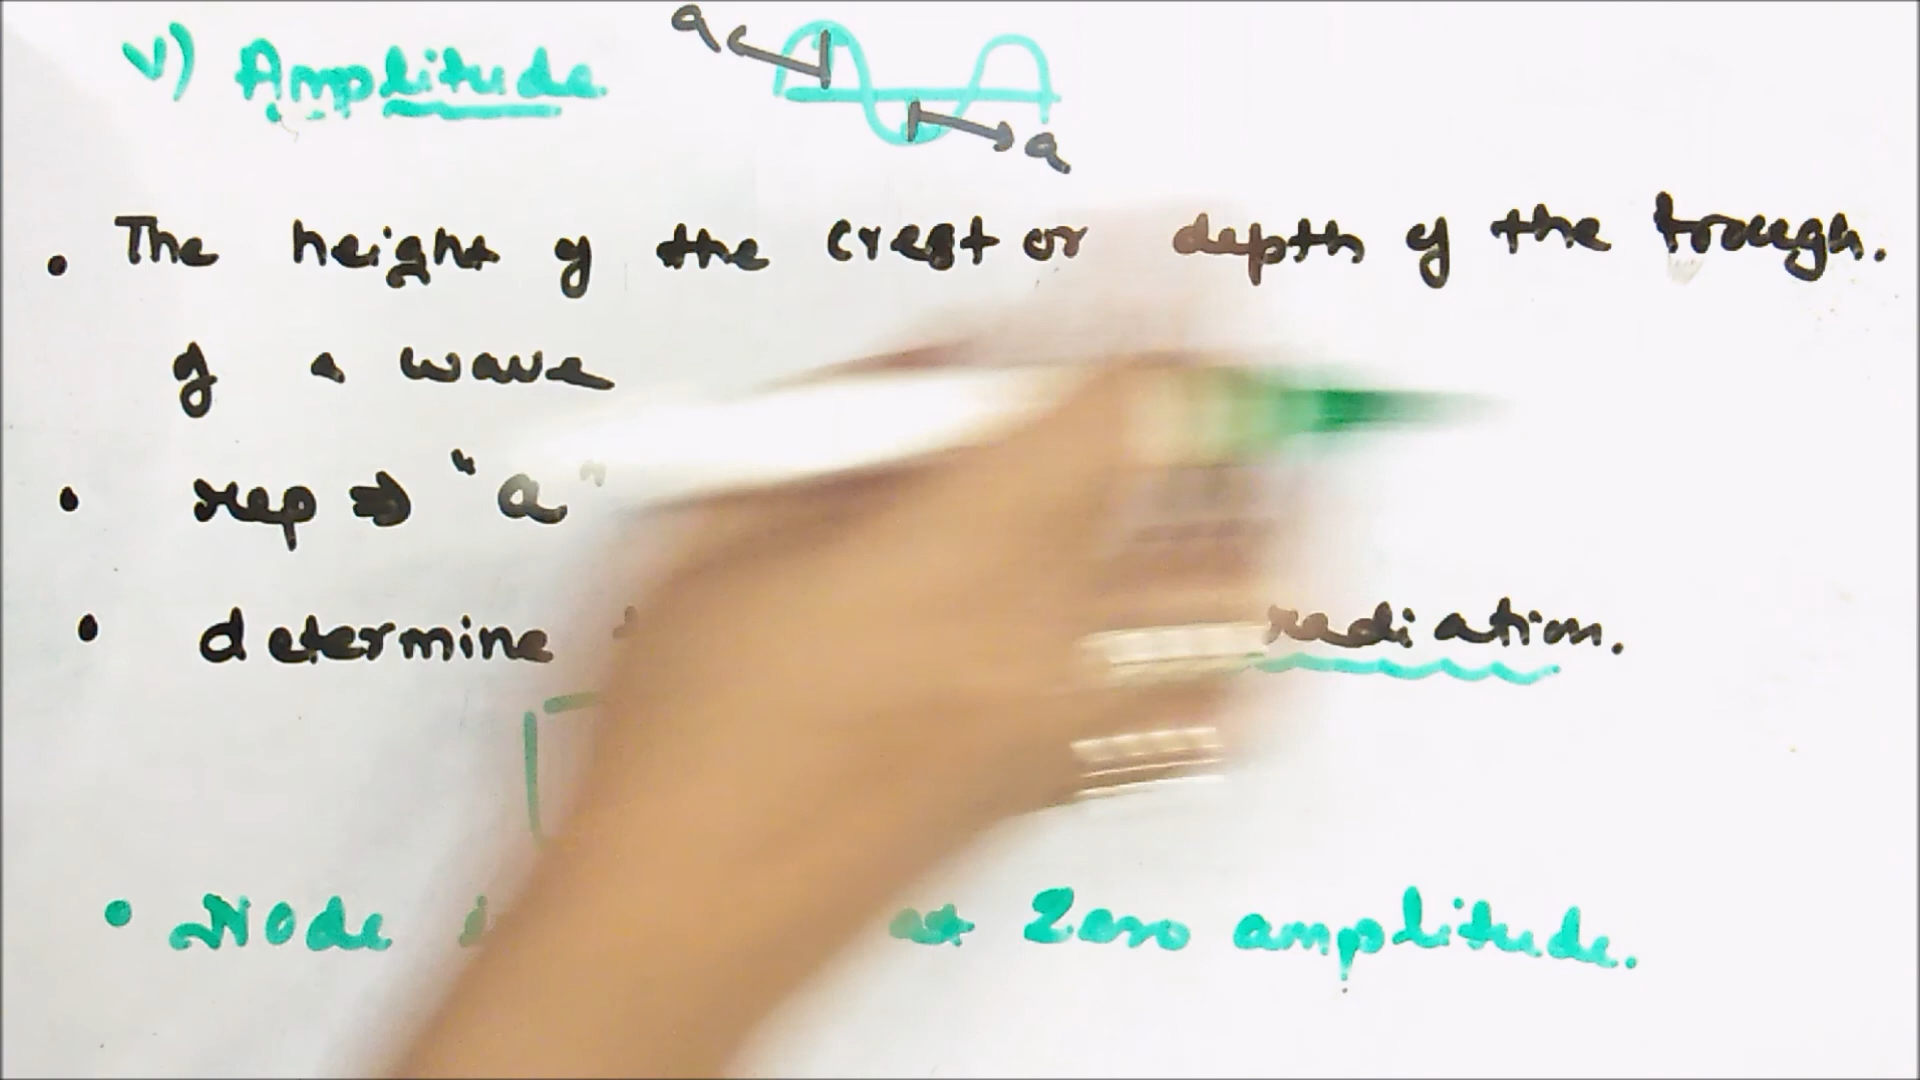 v) Amplitude
a
a
• The height of the crest or depth of the trough.
of a wave
• rep ⇒ "a"
• determine radiation.
• Node at Zero amplitude.